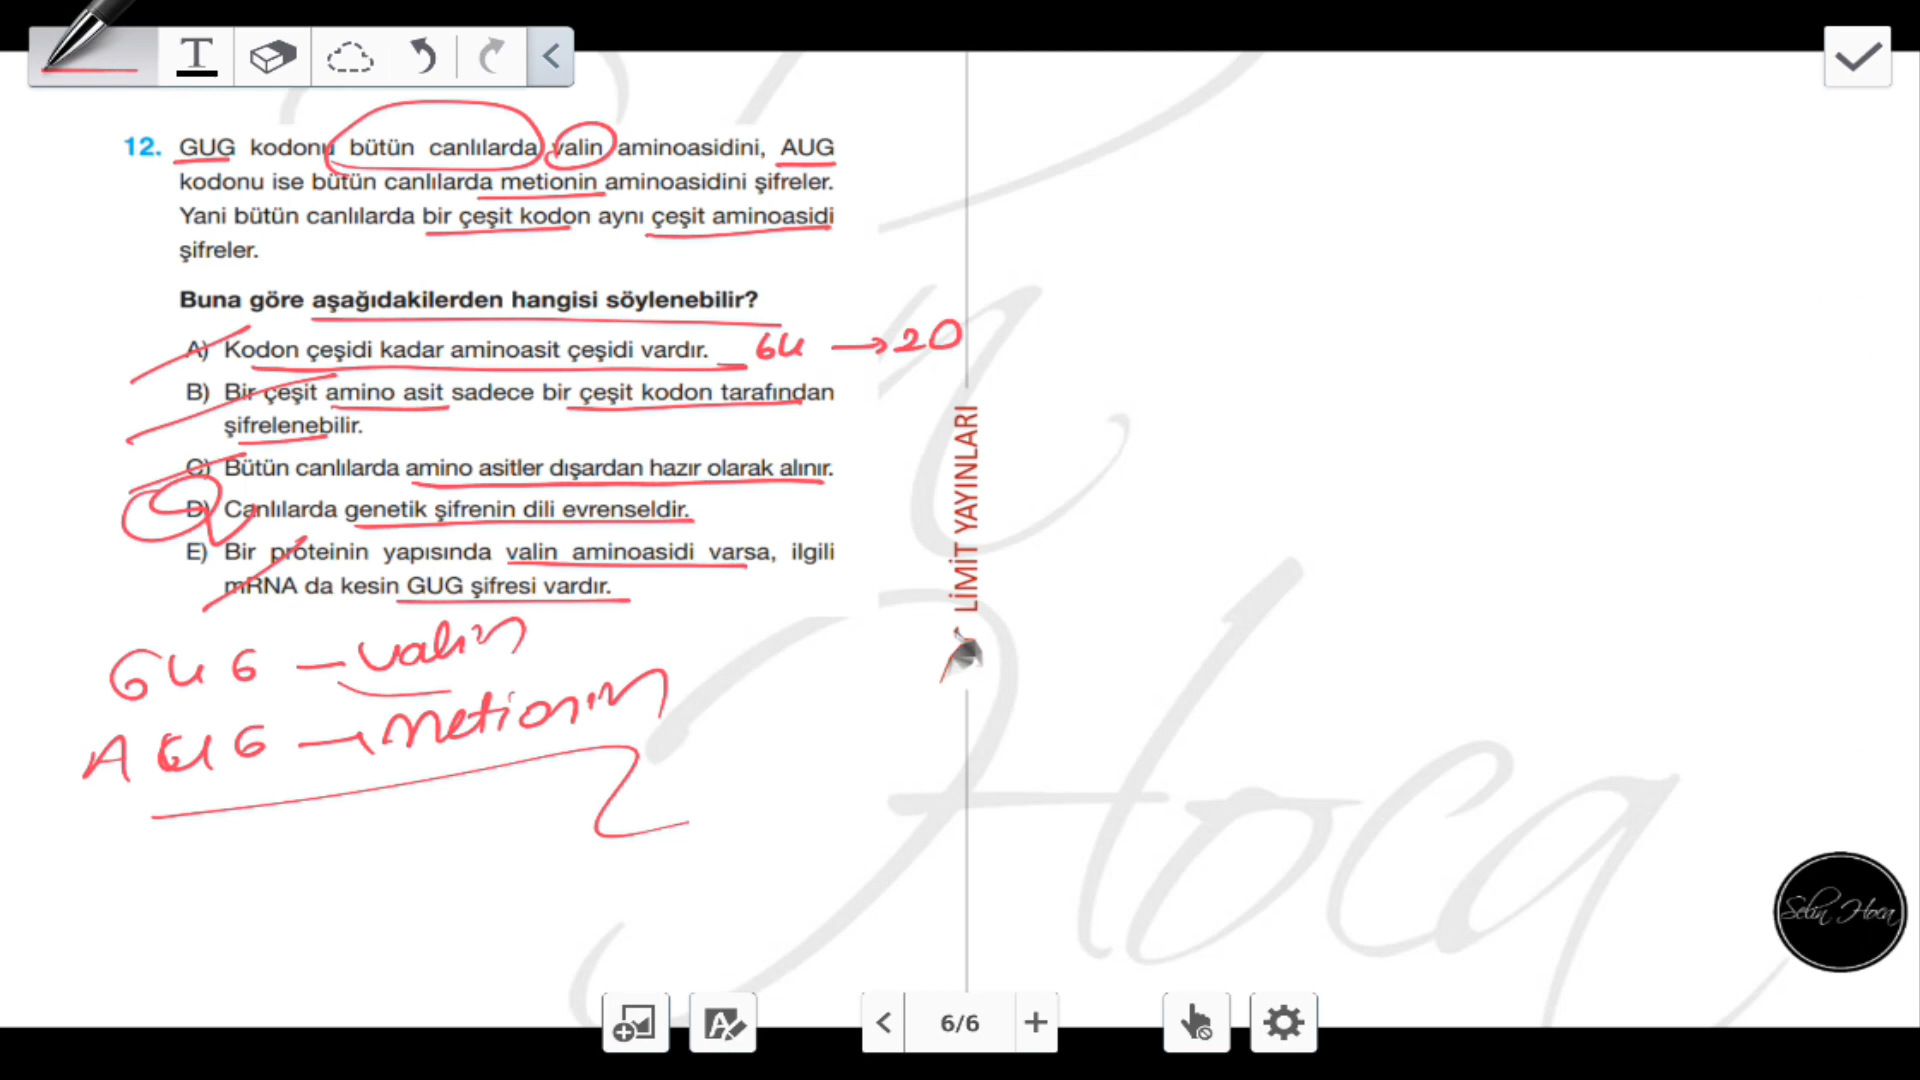 T
12. GUG kodonu bütün canlılarda valin aminoasidini, AUG
kodonu ise bütün canlılarda metionin aminoasidini şifreler.
Yani bütün canlılarda bir çeşit kodon aynı çeşit aminoasidi
şifreler.
Buna göre aşağıdakilerden hangisi söylenebilir?
A) Kodon çeşidi kadar aminoasit çeşidi vardır. 64 → 20
B) Bir çeşit amino asit sadece bir çeşit kodon tarafından
şifrelenebilir.
C) Bütün canlılarda amino asitler dışardan hazır olarak alınır.
D) Canlılarda genetik şifrenin dili evrenseldir.
E) Bir proteinin yapısında valin aminoasidi varsa, ilgili
mRNA da kesin GUG şifresi vardır.
GUG — valin
AUG → metionin
LİMİT YAYINLARI
Hoca
Selin Hoca
A
6/6